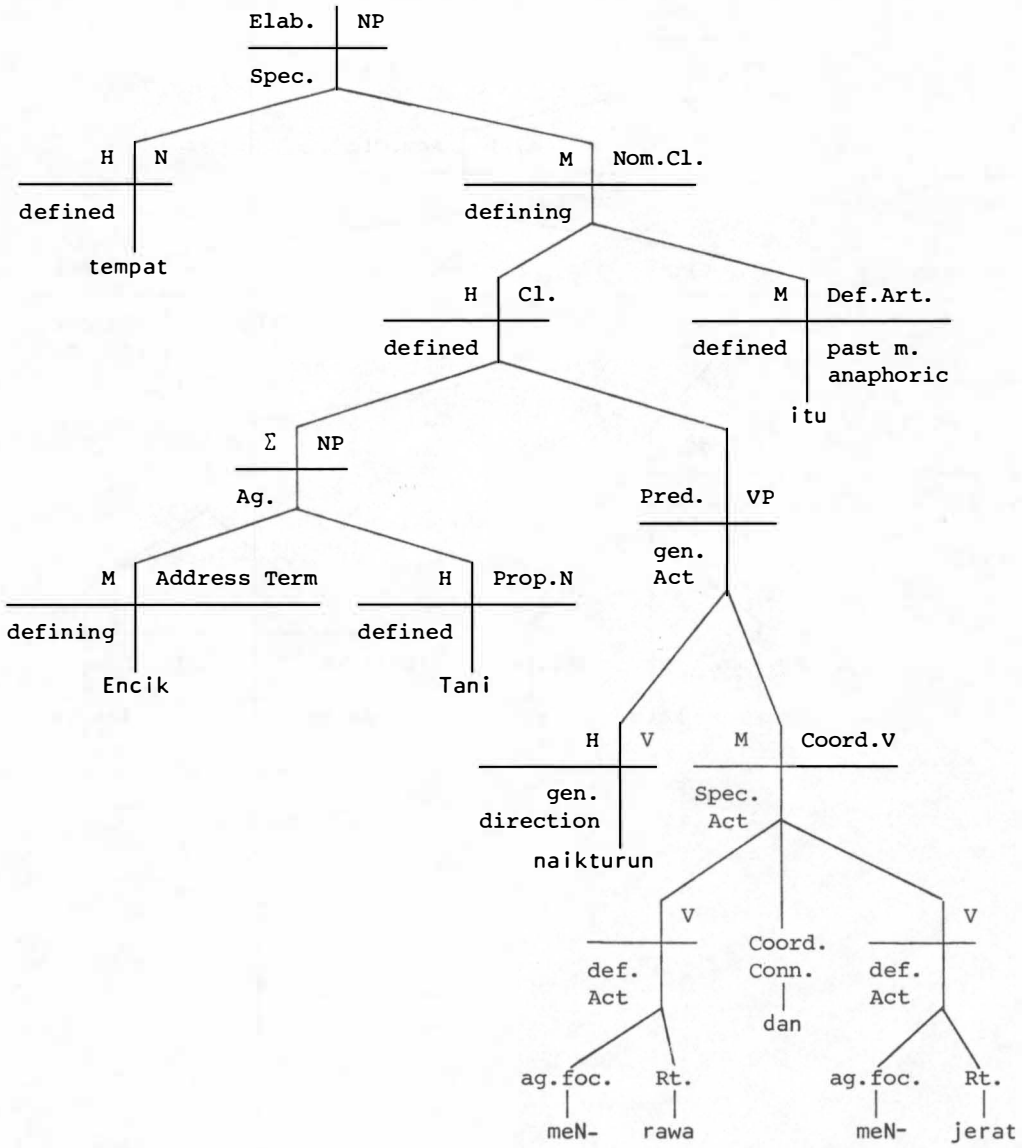 Elab. NP
Spec.
H N
M Nom.Cl.
defined
defining
tempat
H Cl.
M Def.Art.
defined
defined
past m.
anaphoric
itu
Σ NP
Ag.
Pred. VP
gen.
Act
M Address Term
H Prop.N
defining
defined
Encik
Tani
H V
M Coord.V
gen.
direction
Spec.
Act
naikturun
V
V
Coord.
Conn.
def.
Act
def.
Act
dan
ag.foc. Rt.
ag.foc. Rt.
meN- rawa
meN- jerat